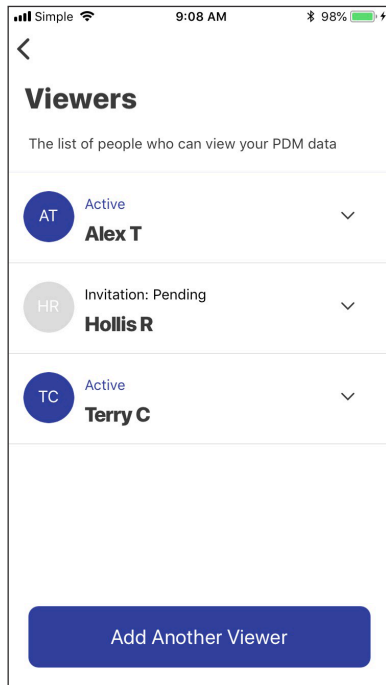 Simple 9:08 AM 98%
Viewers
The list of people who can view your PDM data
AT Active
Alex T
HR Invitation: Pending
Hollis R
TC Active
Terry C
Add Another Viewer